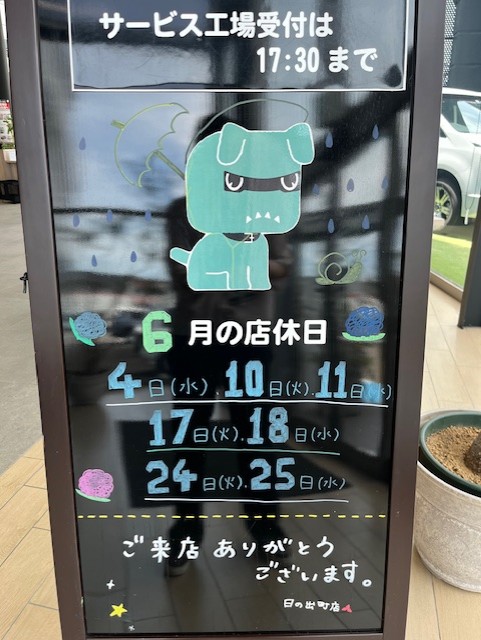 サービス工場受付は
17:30 まで
6 月の店休日
4日(水).10日(火).11日(水)
17日(火).18日(水)
24日(火).25日(水)
ご来店 ありがとう
ございます。
日の出町店